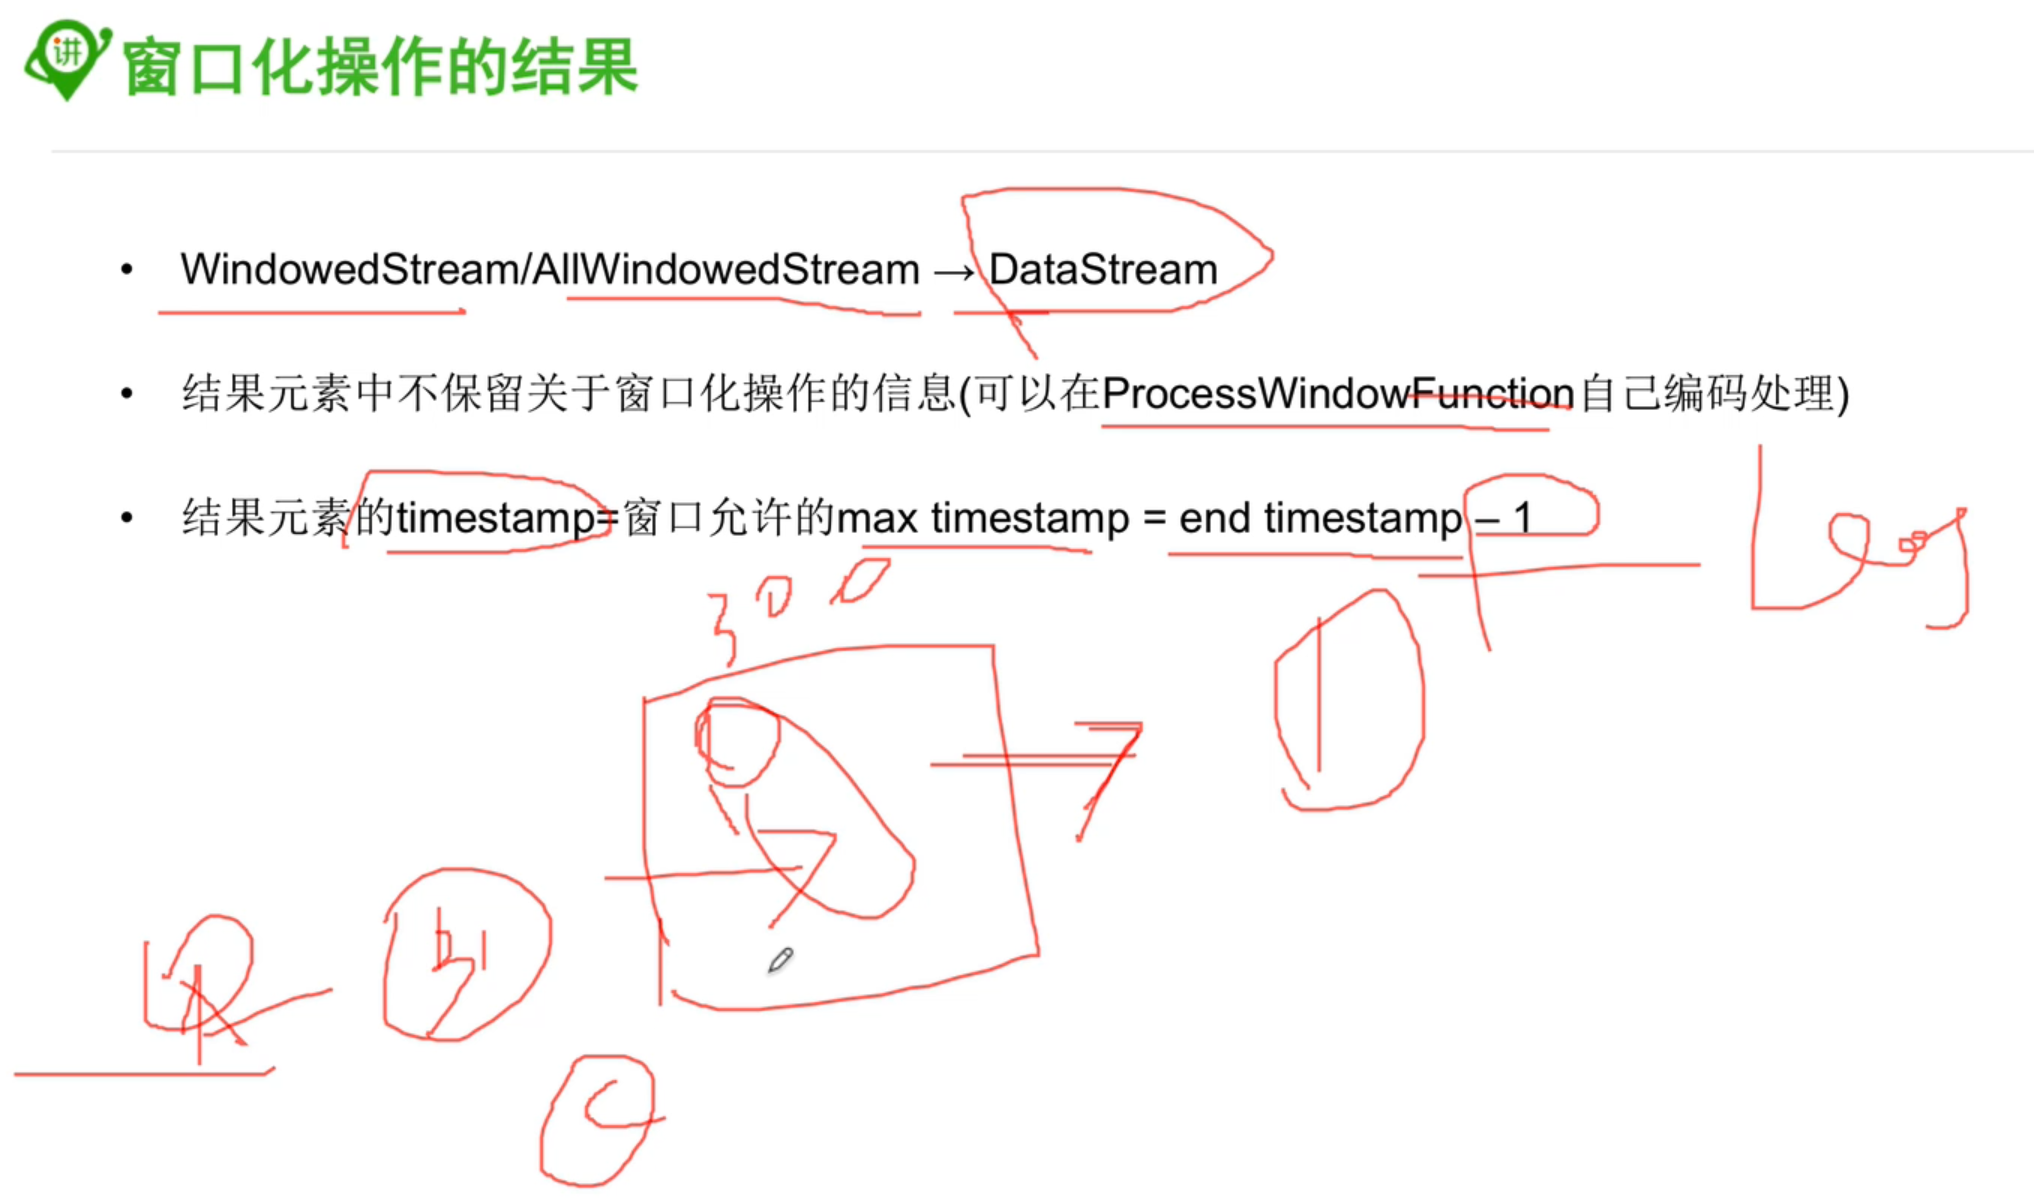 讲
窗口化操作的结果
• WindowedStream/AllWindowedStream → DataStream
• 结果元素中不保留关于窗口化操作的信息(可以在ProcessWindowFunction自己编码处理)
• 结果元素的timestamp=窗口允许的max timestamp = end timestamp – 1
300